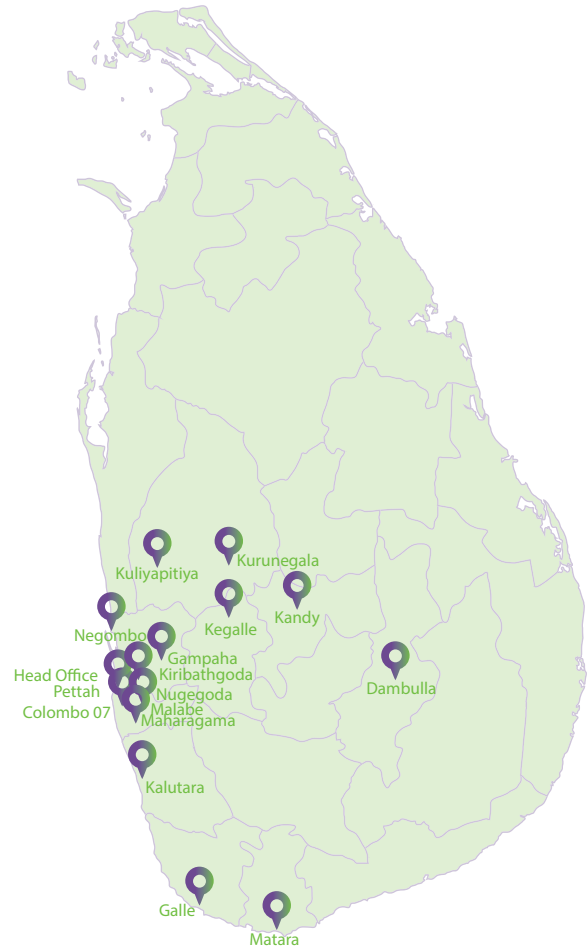 Kurunegala
Kuliyapitiya
Kandy
Kegalle
Negombo
Gampaha
Head Office
Kiribathgoda
Dambulla
Pettah
Nugegoda
Colombo 07
Malabe
Maharagama
Kalutara
Galle
Matara